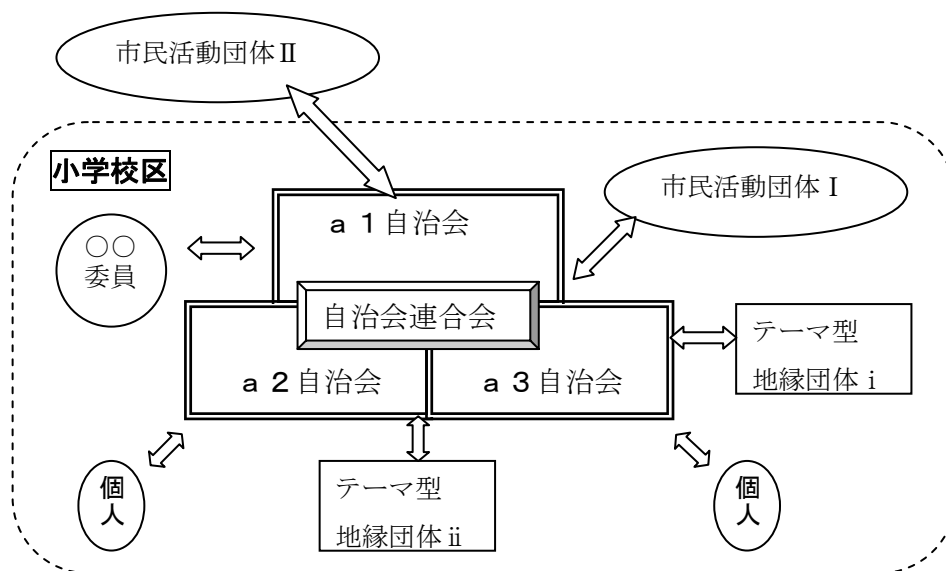 市民活動団体Ⅱ
小学校区
市民活動団体Ⅰ
ａ１自治会
○○
委員
自治会連合会
テーマ型
地縁団体ⅰ
ａ２自治会
ａ３自治会
個
人
テーマ型
地縁団体ⅱ
個
人